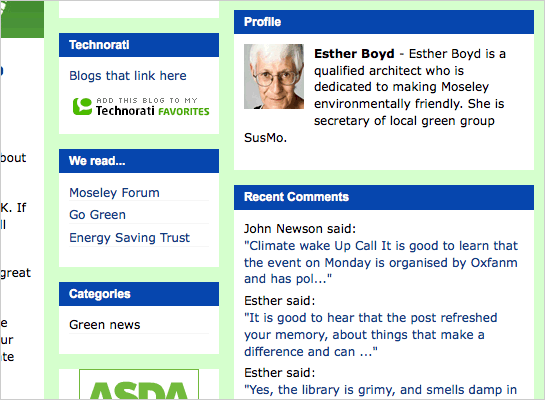 about
K. If
great
e
ur
ate
Technorati
Blogs that link here
ADD THIS BLOG TO MY
Technorati FAVORITES
We read...
Moseley Forum
Go Green
Energy Saving Trust
Categories
Green news
ASDA
Profile
Esther Boyd - Esther Boyd is a
qualified architect who is
dedicated to making Moseley
environmentally friendly. She is
secretary of local green group
SusMo.
Recent Comments
John Newson said:
"Climate wake Up Call It is good to learn that
the event on Monday is organised by Oxfanm
and has pol..."
Esther said:
"It is good to hear that the post refreshed
your memory, about things that make a
difference and can ..."
Esther said:
"Yes, the library is grimy, and smells damp in